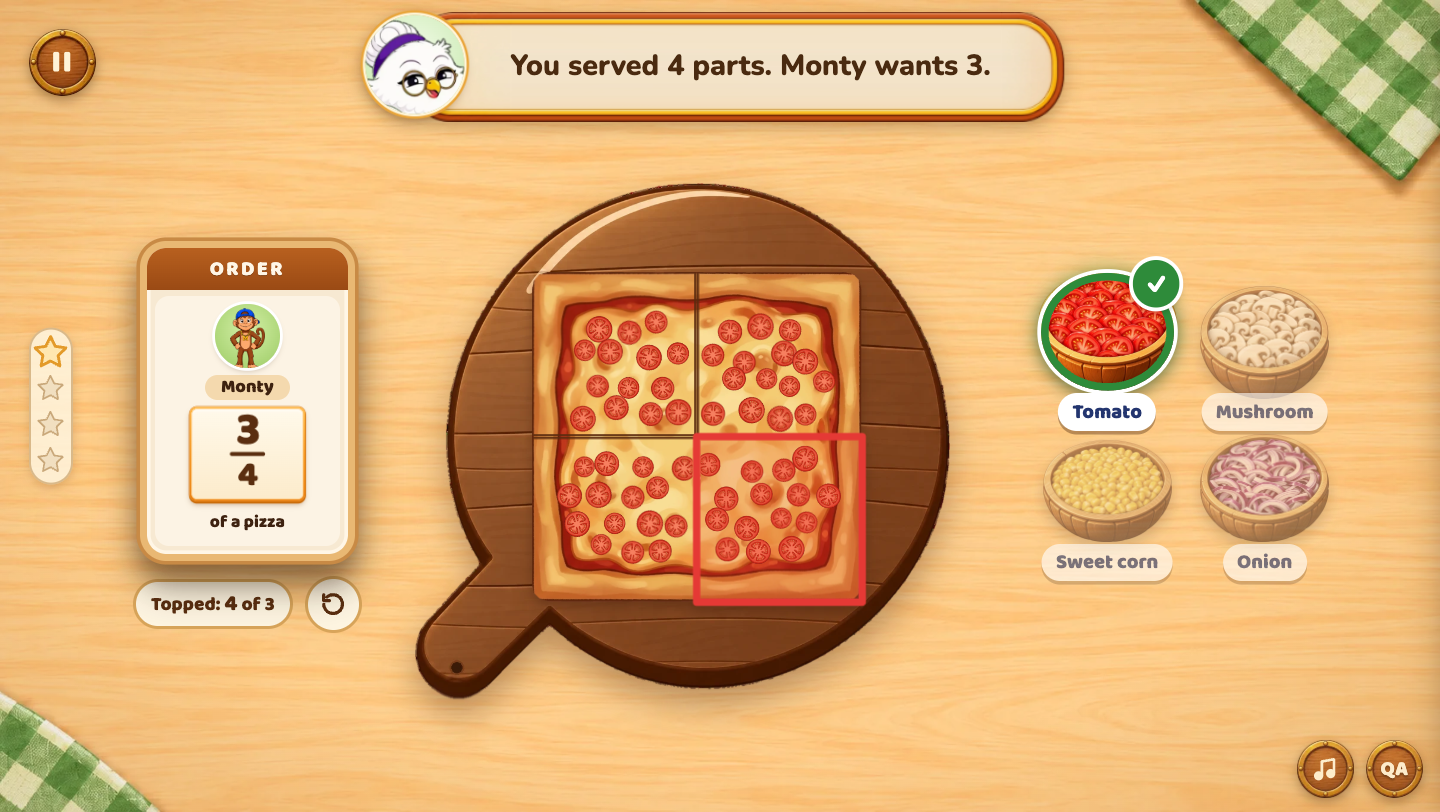 You served 4 parts. Monty wants 3.
ORDER
Monty
3
4
of a pizza
Topped: 4 of 3
Tomato
Mushroom
Sweet corn
Onion
QA